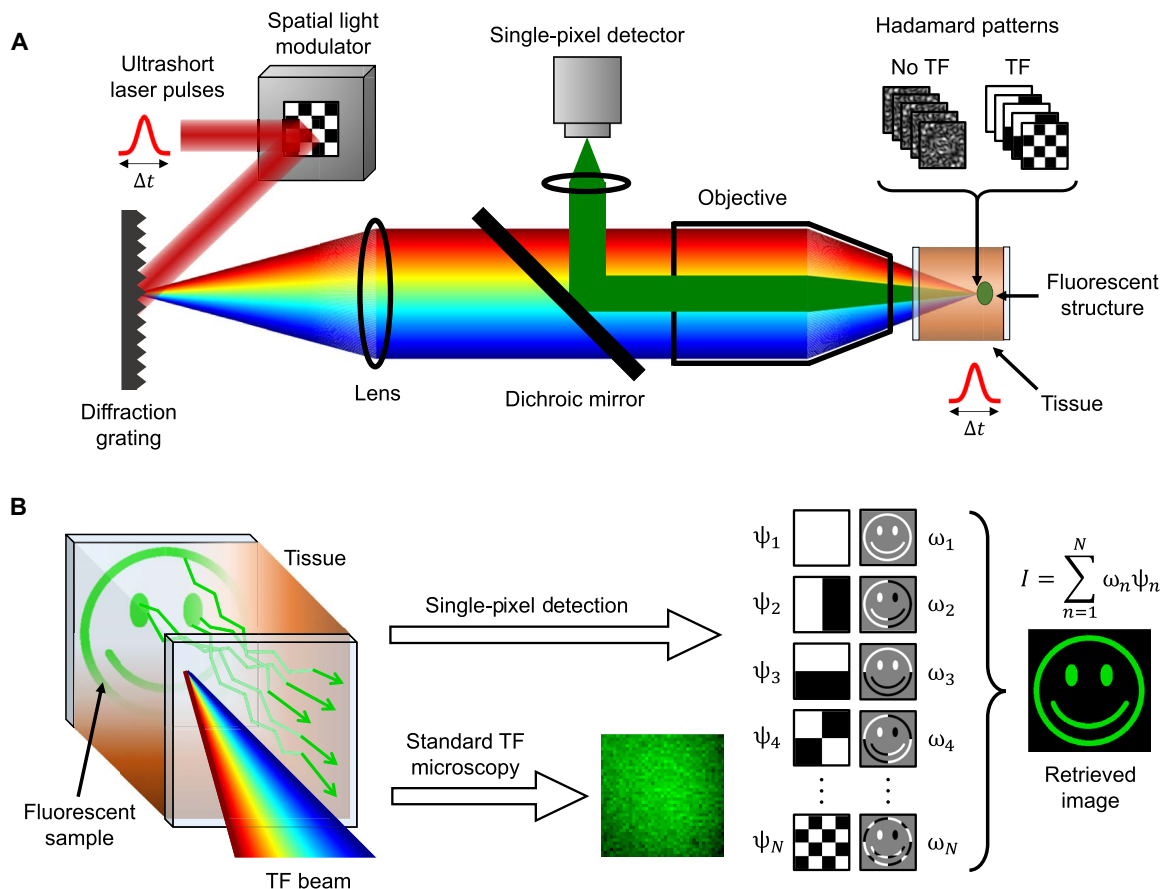 A
Spatial light
modulator
Ultrashort
laser pulses
Δt
Single-pixel detector
Hadamard patterns
No TF
TF
Objective
Fluorescent
structure
Lens
Dichroic mirror
Diffraction
grating
Tissue
Δt
B
Tissue
Single-pixel detection
Standard TF
microscopy
Fluorescent
sample
TF beam
ψ1
ω1
ψ2
ω2
ψ3
ω3
ψ4
ω4
ψN
ωN
I = ∑ ωnψn
N
n=1
Retrieved
image